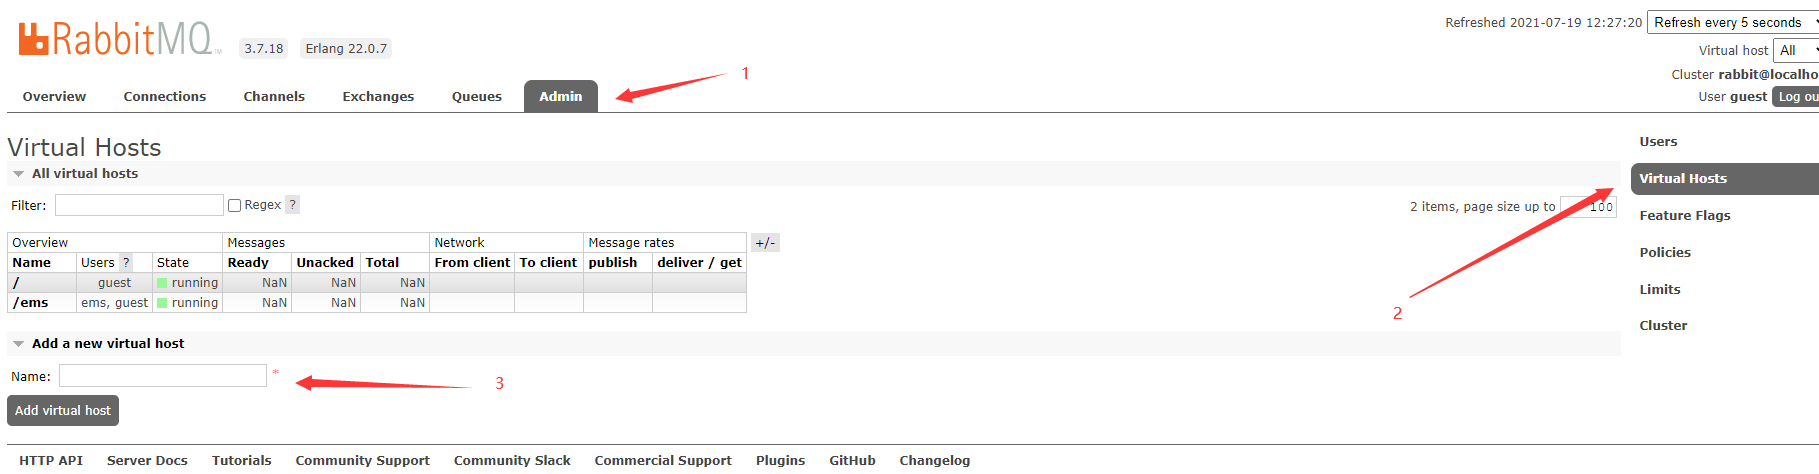 RabbitMQ TM 3.7.18 Erlang 22.0.7
Refreshed 2021-07-19 12:27:20 Refresh every 5 seconds
Virtual host All
Cluster rabbit@localho
User guest Log ou
Overview Connections Channels Exchanges Queues Admin
1
Virtual Hosts
All virtual hosts
Filter: Regex ?
2 items, page size up to 100
Overview Messages Network Message rates +/-
Name Users ? State Ready Unacked Total From client To client publish deliver / get
/ guest running NaN NaN NaN
/ems ems, guest running NaN NaN NaN
Add a new virtual host
Name: *
3
Add virtual host
Users
Virtual Hosts
Feature Flags
Policies
Limits
Cluster
2
HTTP API Server Docs Tutorials Community Support Community Slack Commercial Support Plugins GitHub Changelog